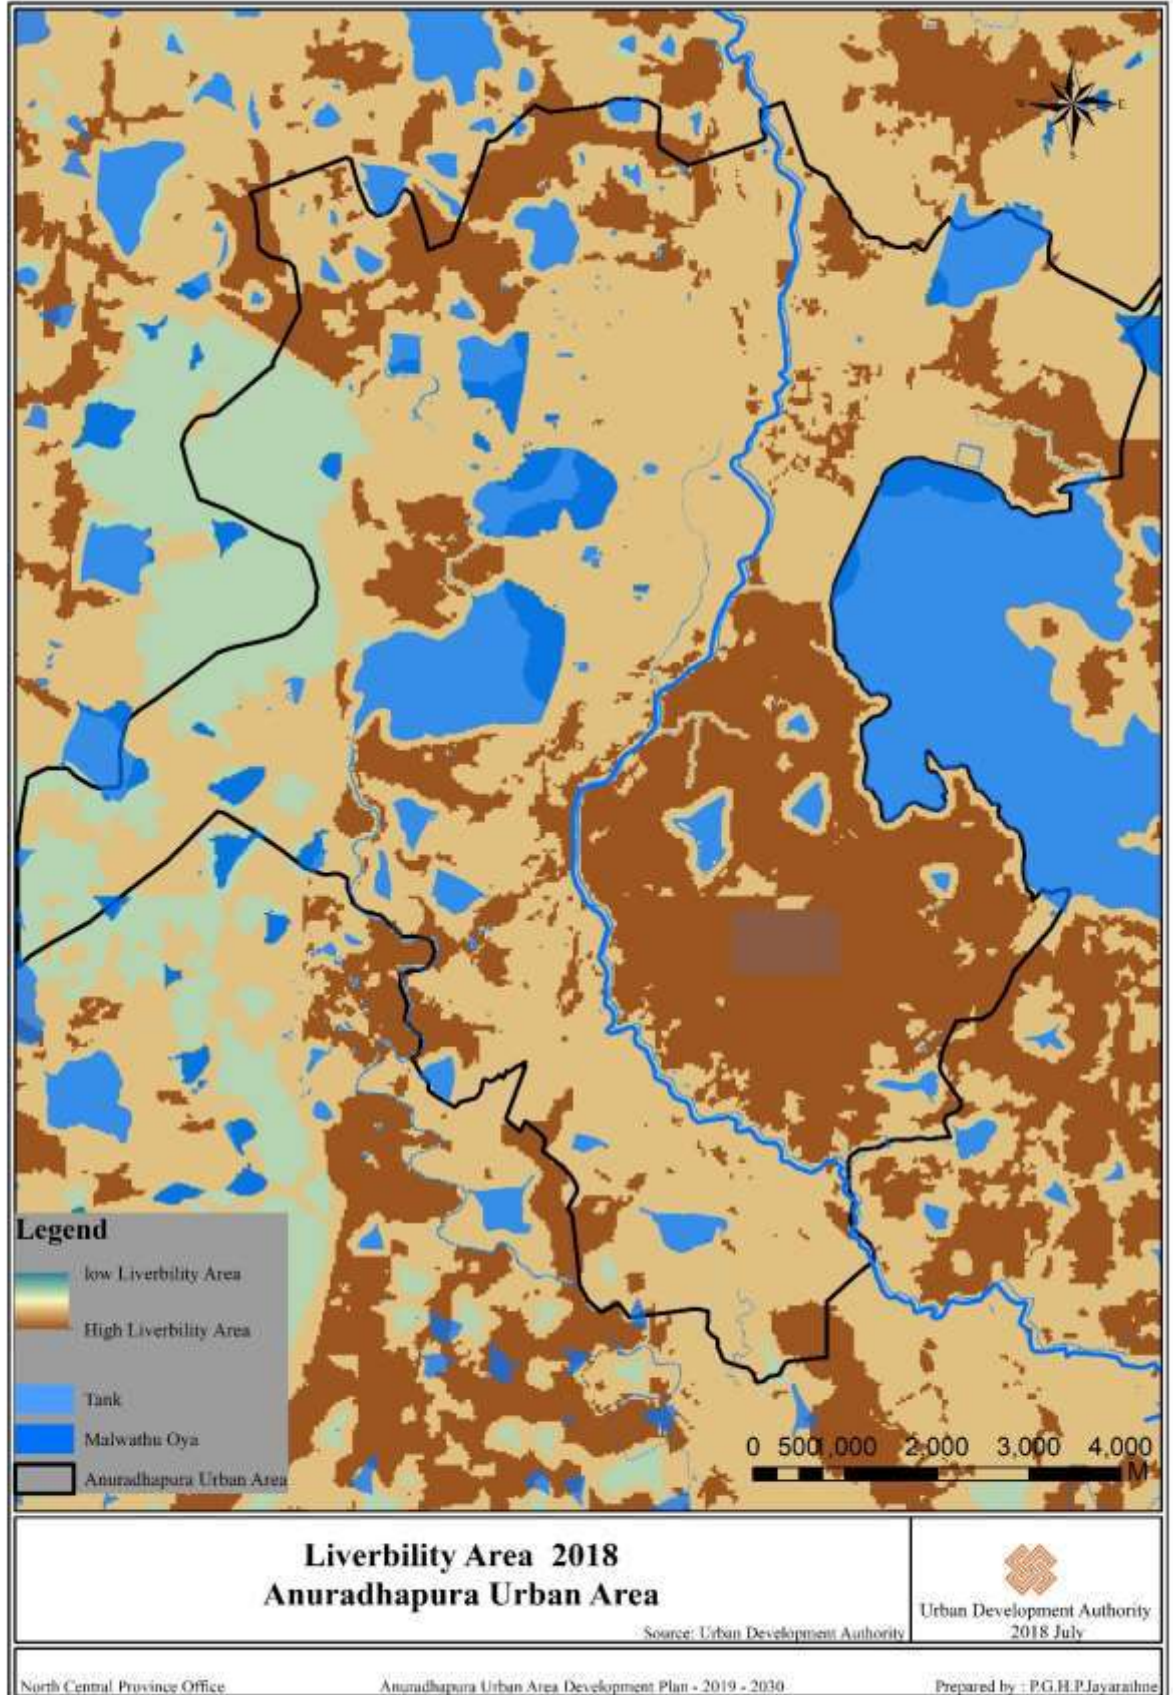 W E
S
Legend
low Liverbility Area
High Liverbility Area
Tank
Malwathu Oya
Anuradhapura Urban Area
0 500 1,000 2,000 3,000 4,000
M
Liverbility Area 2018
Anuradhapura Urban Area
Source: Urban Development Authority
Urban Development Authority
2018 July
North Central Province Office
Anuradhapura Urban Area Development Plan - 2019 - 2030
Prepared by : P.G.H.P.Jayarathne